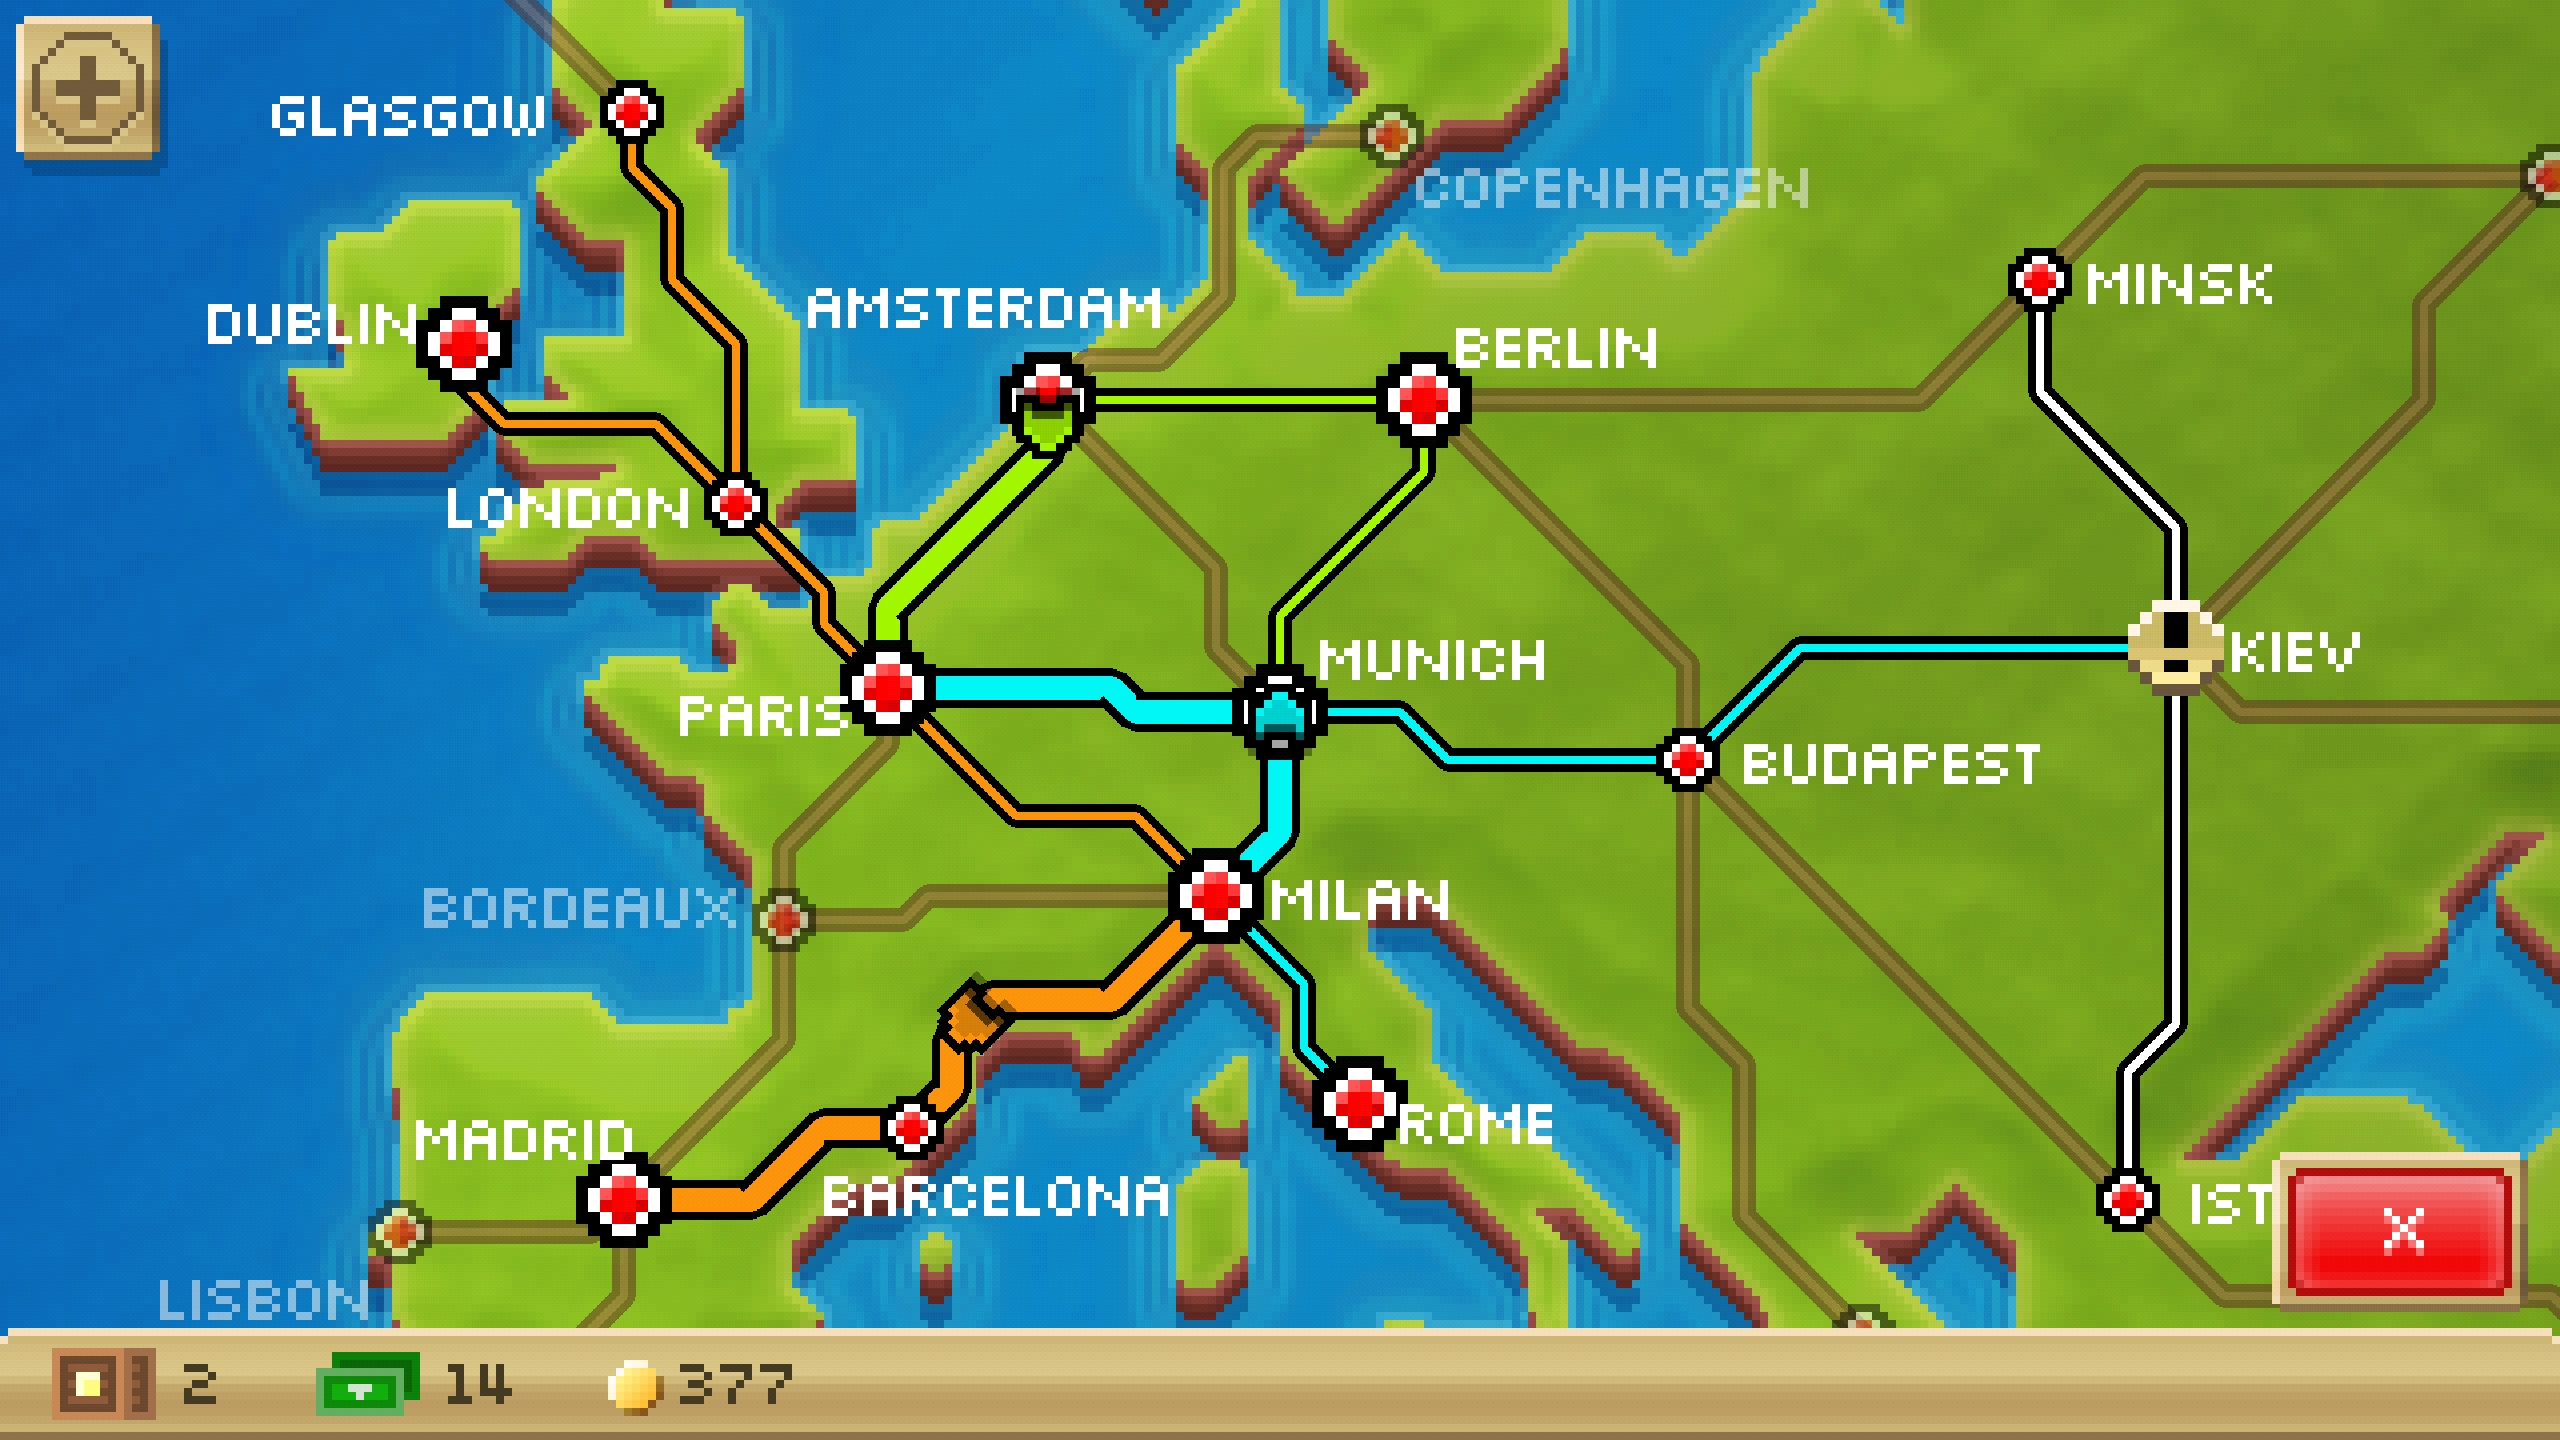 GLASGOW
COPENHAGEN
MINSK
AMSTERDAM
DUBLIN
BERLIN
LONDON
MUNICH
KIEV
PARIS
BUDAPEST
MILAN
BORDEAUX
ROME
MADRID
BARCELONA
IST
X
LISBON
2
14
377